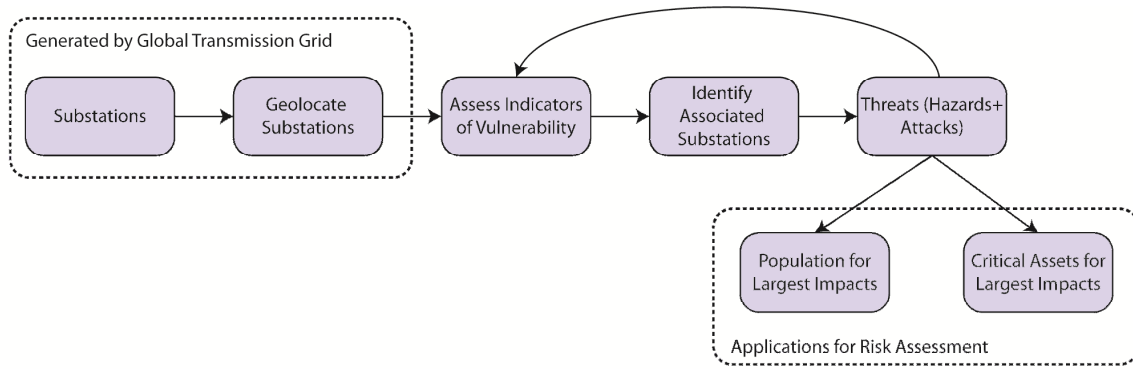 Generated by Global Transmission Grid
Substations
Geolocate
Substations
Assess Indicators
of Vulnerability
Identify
Associated
Substations
Threats (Hazards+
Attacks)
Population for
Largest Impacts
Critical Assets for
Largest Impacts
Applications for Risk Assessment